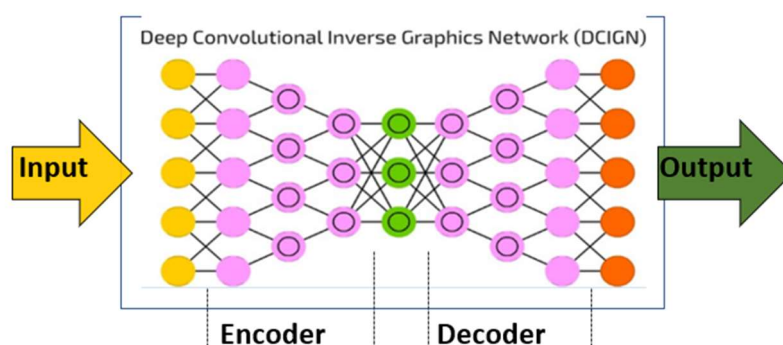 Deep Convolutional Inverse Graphics Network (DCIGN)
Input
Output
Encoder
Decoder